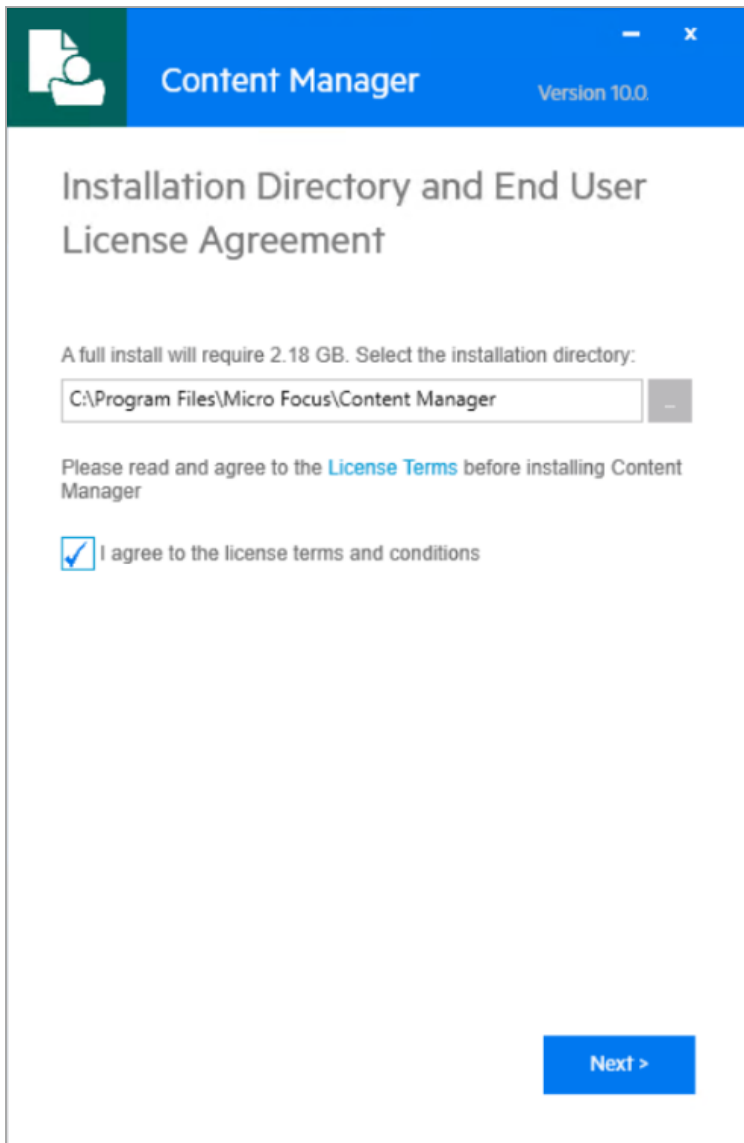 Content Manager
Version 10.0.
Installation Directory and End User
License Agreement
A full install will require 2.18 GB. Select the installation directory:
C:\Program Files\Micro Focus\Content Manager
...
Please read and agree to the License Terms before installing Content
Manager
I agree to the license terms and conditions
Next >